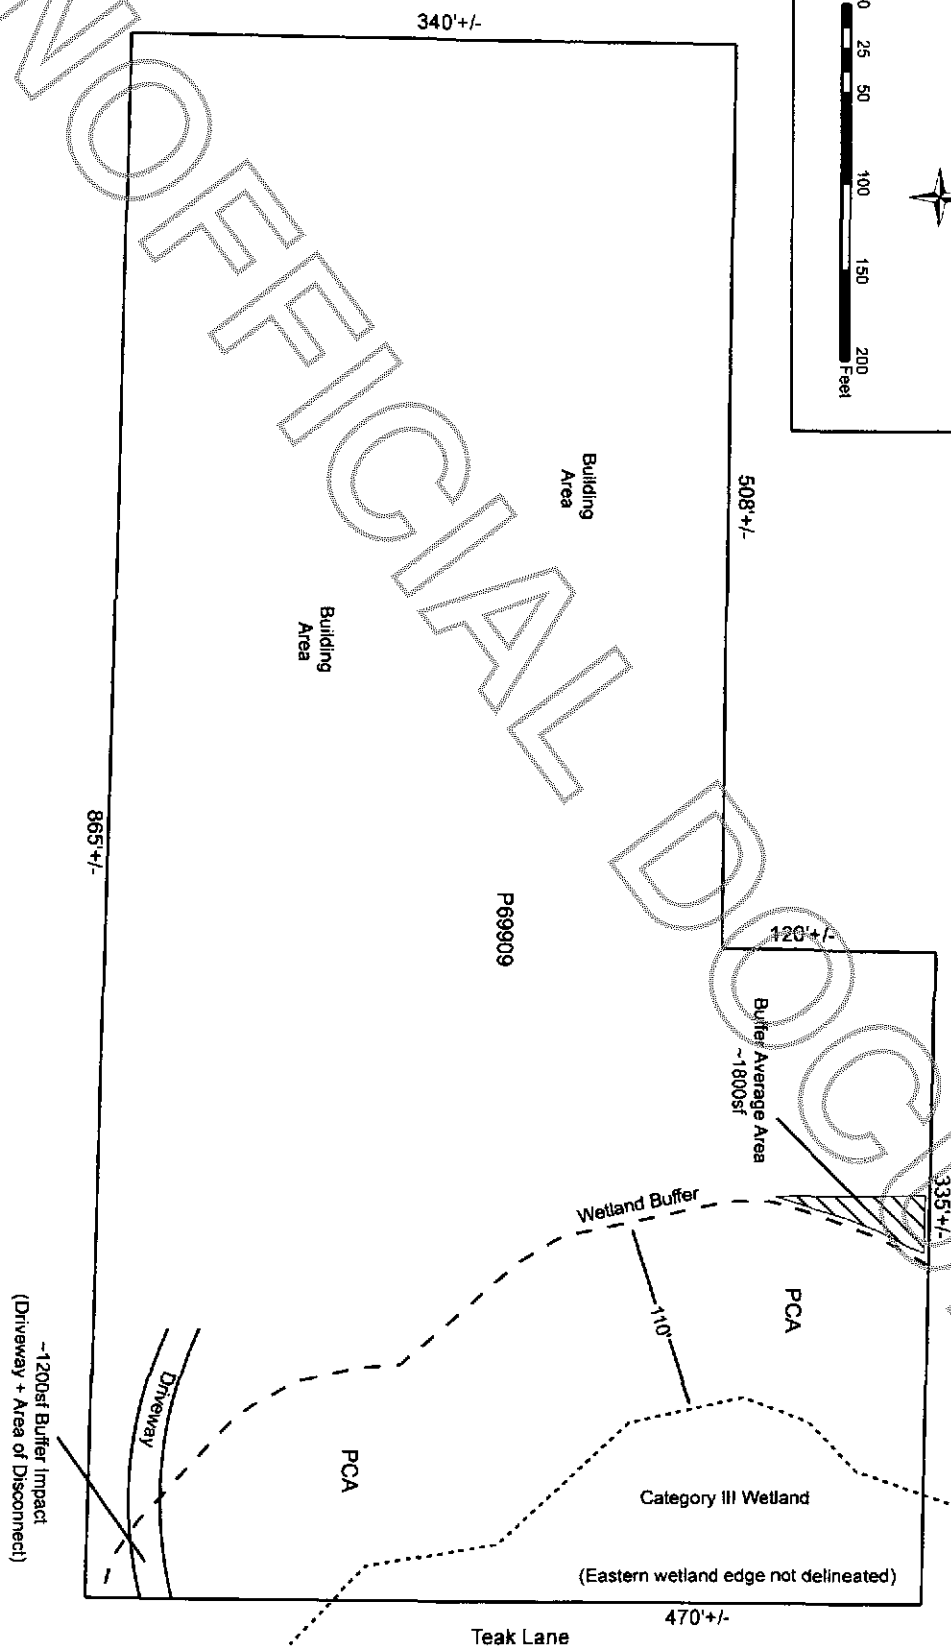 340'+/-
0
25
50
100
150
200
Feet
508'+/-
Building
Area
Building
Area
865'+/-
P69909
120'+/-
Buffer Average Area
~1800sf
335'+/-
Wetland Buffer
110'
PCA
PCA
Driveway
~1200sf Buffer Impact
(Driveway + Area of Disconnect)
Category III Wetland
(Eastern wetland edge not delineated)
470'+/-
Teak Lane
NOFFICIAL DOCU